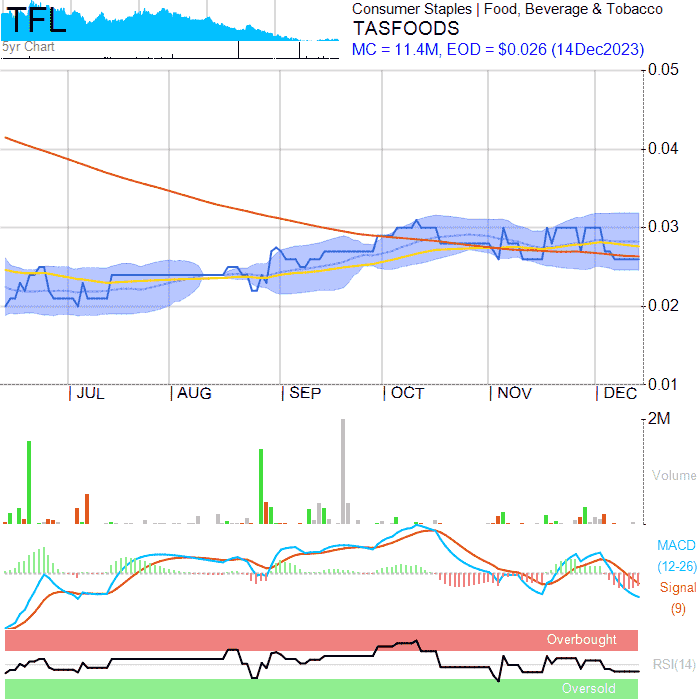 TFL
5yr Chart
Consumer Staples | Food, Beverage & Tobacco
TASFOODS
MC = 11.4M, EOD = $0.026 (14Dec2023)
0.05
0.04
0.03
0.02
0.01
JUL AUG SEP OCT NOV DEC
2M
Volume
MACD
(12-26)
Signal
(9)
Overbought
RSI(14)
Oversold